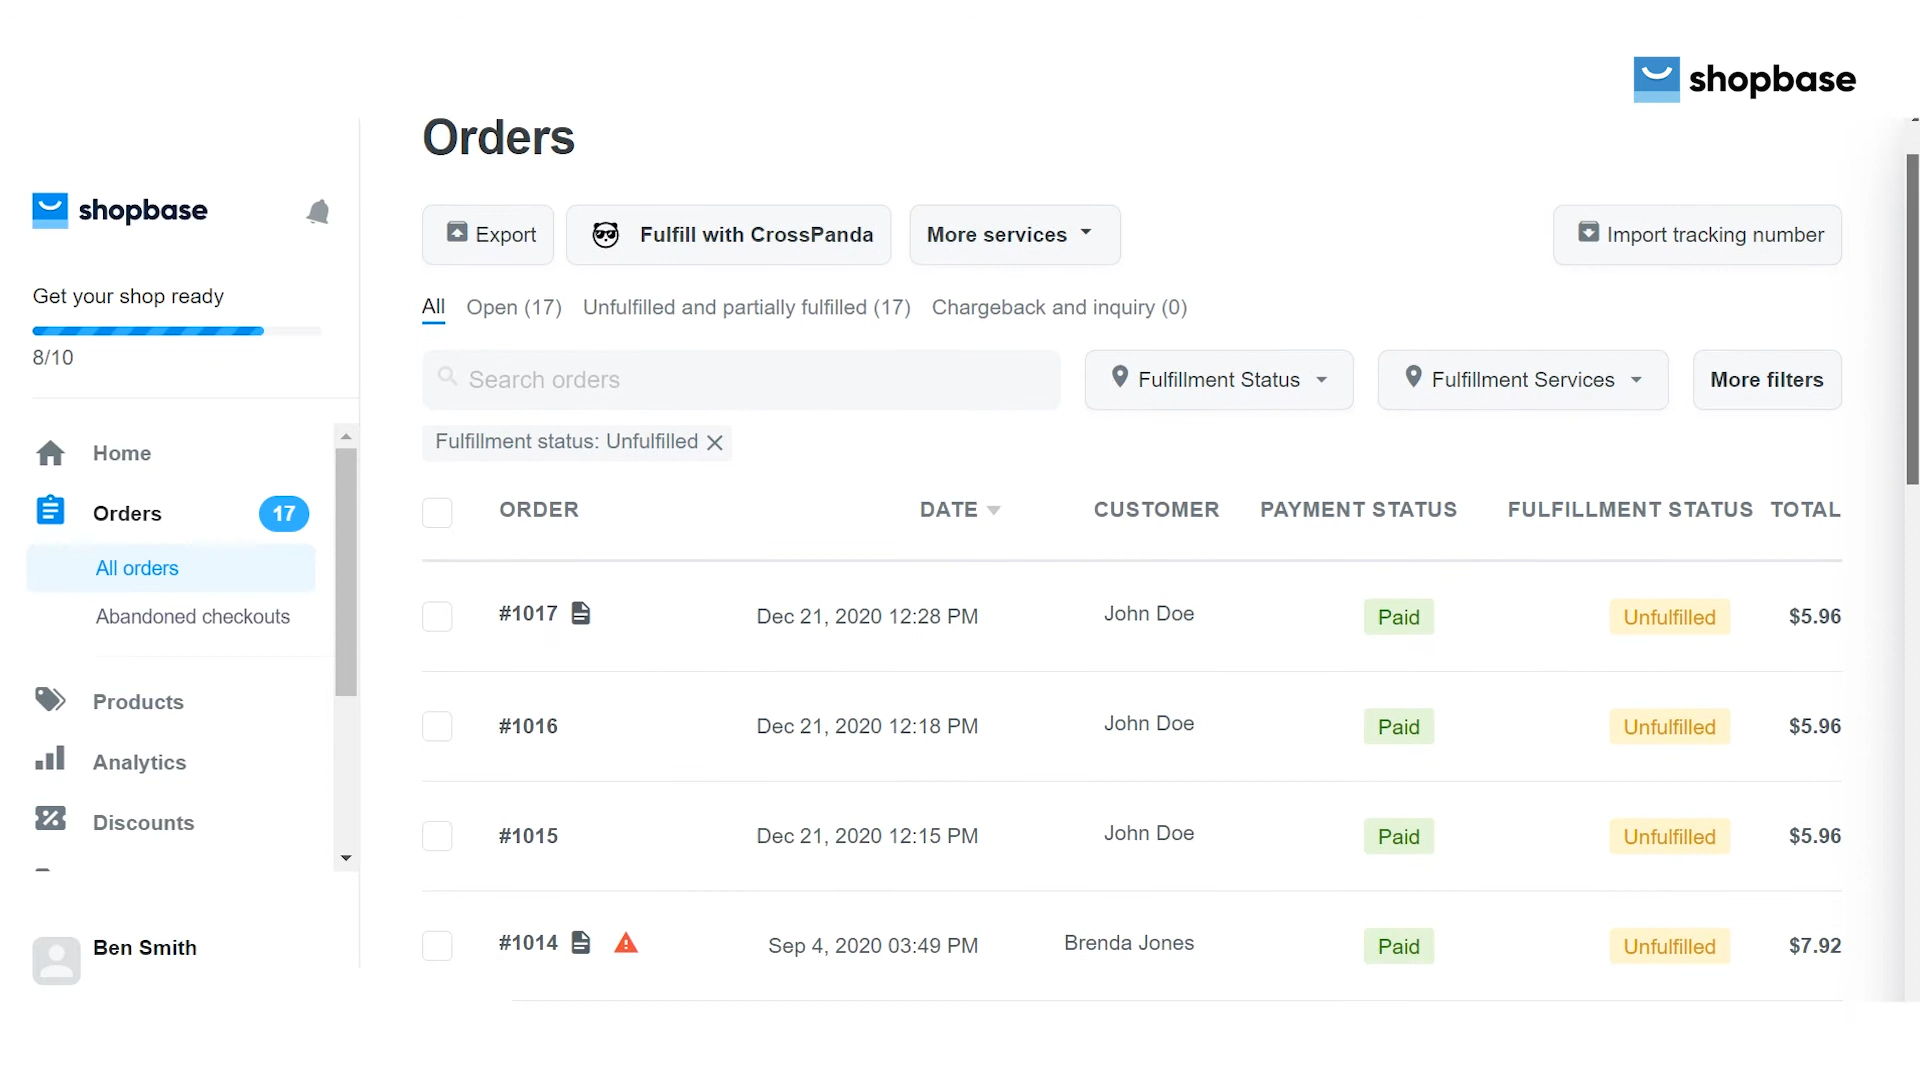 shopbase
Orders
shopbase
Export
Fulfill with CrossPanda
More services
Import tracking number
Get your shop ready
8/10
All
Open (17)
Unfulfilled and partially fulfilled (17)
Chargeback and inquiry (0)
Search orders
Fulfillment Status
Fulfillment Services
More filters
Fulfillment status: Unfulfilled
Home
Orders
17
All orders
Abandoned checkouts
Products
Analytics
Discounts
Ben Smith
ORDER DATE CUSTOMER PAYMENT STATUS FULFILLMENT STATUS TOTAL
#1017 Dec 21, 2020 12:28 PM John Doe Paid Unfulfilled $5.96
#1016 Dec 21, 2020 12:18 PM John Doe Paid Unfulfilled $5.96
#1015 Dec 21, 2020 12:15 PM John Doe Paid Unfulfilled $5.96
#1014 Sep 4, 2020 03:49 PM Brenda Jones Paid Unfulfilled $7.92